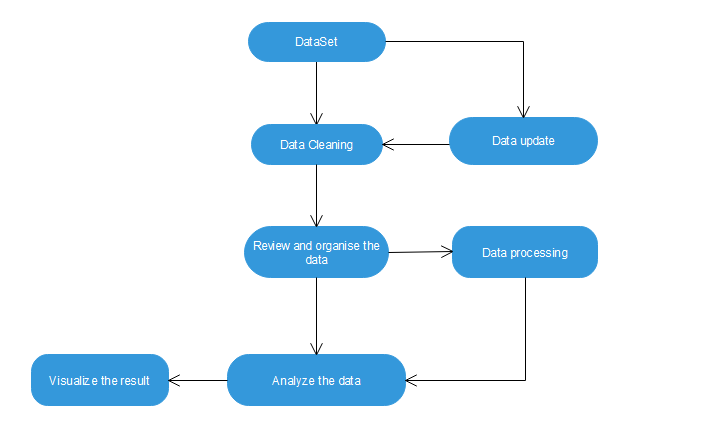 DataSet
Data Cleaning
Data update
Review and organise the
data
Data processing
Visualize the result
Analyze the data